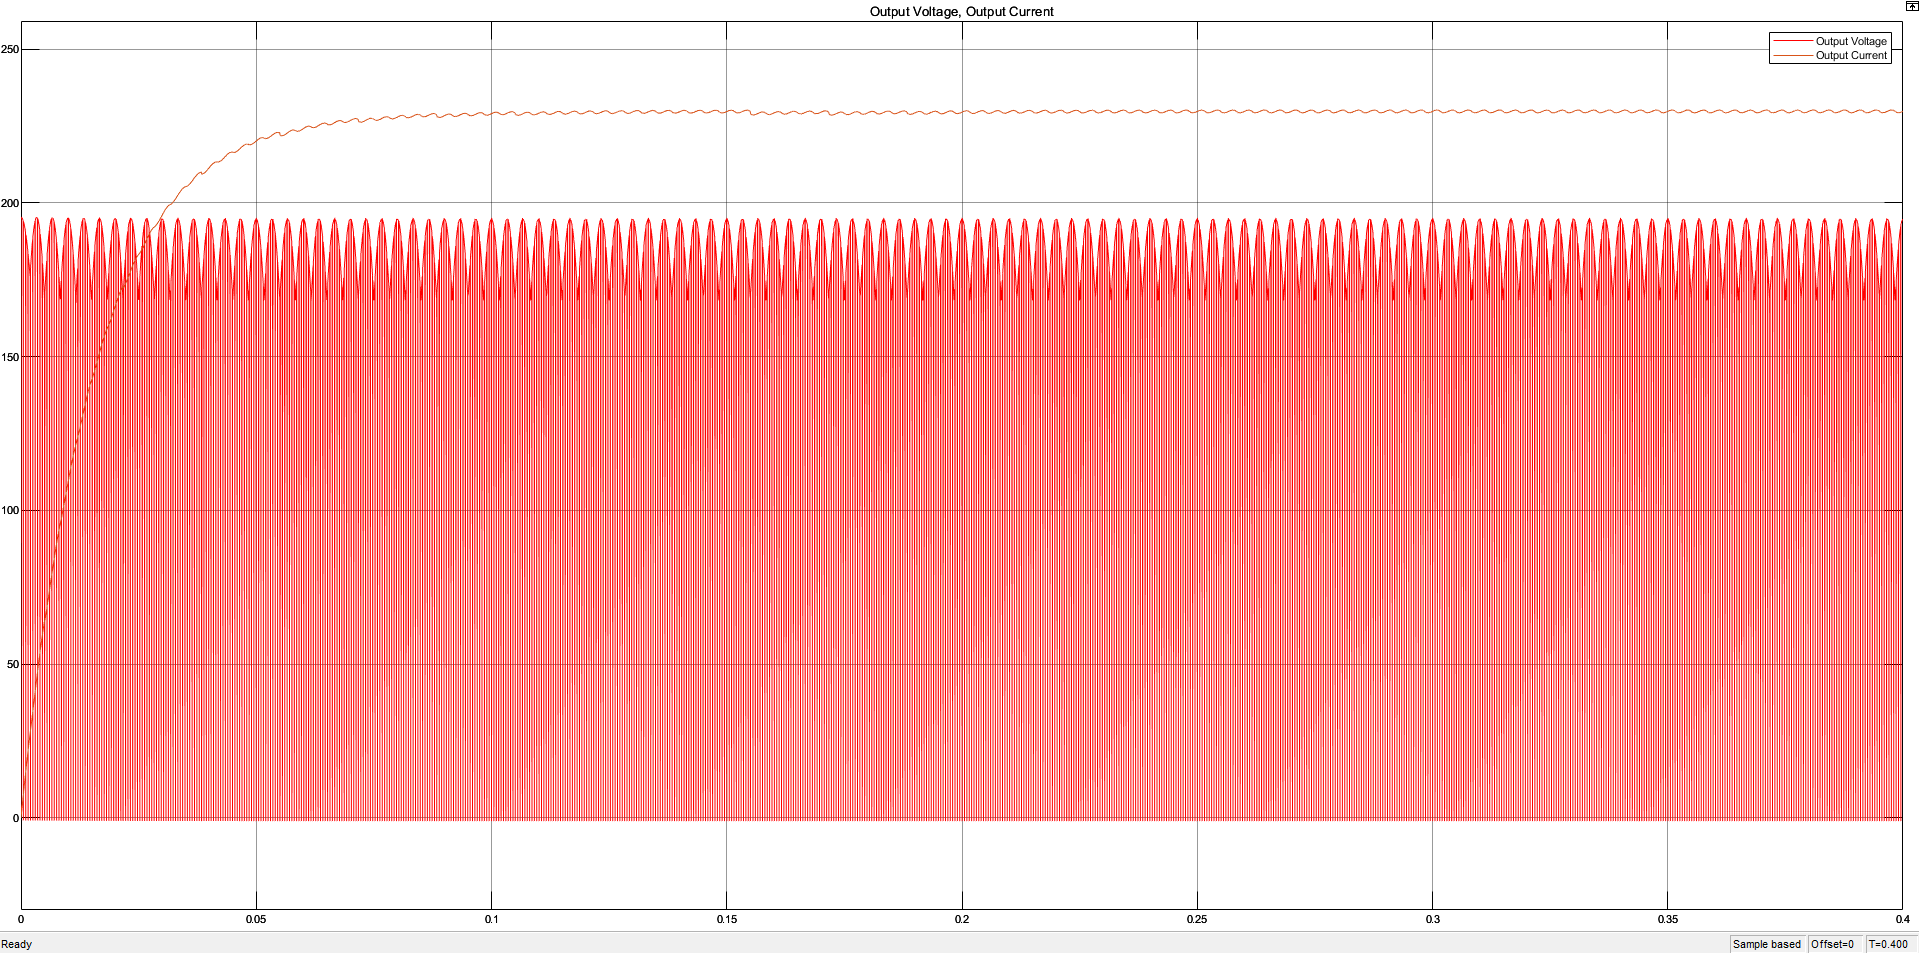 Output Voltage, Output Current
Output Voltage
Output Current
250
200
150
100
50
0
0 0.05 0.1 0.15 0.2 0.25 0.3 0.35 0.4
Ready Sample based Offset=0 T=0.400